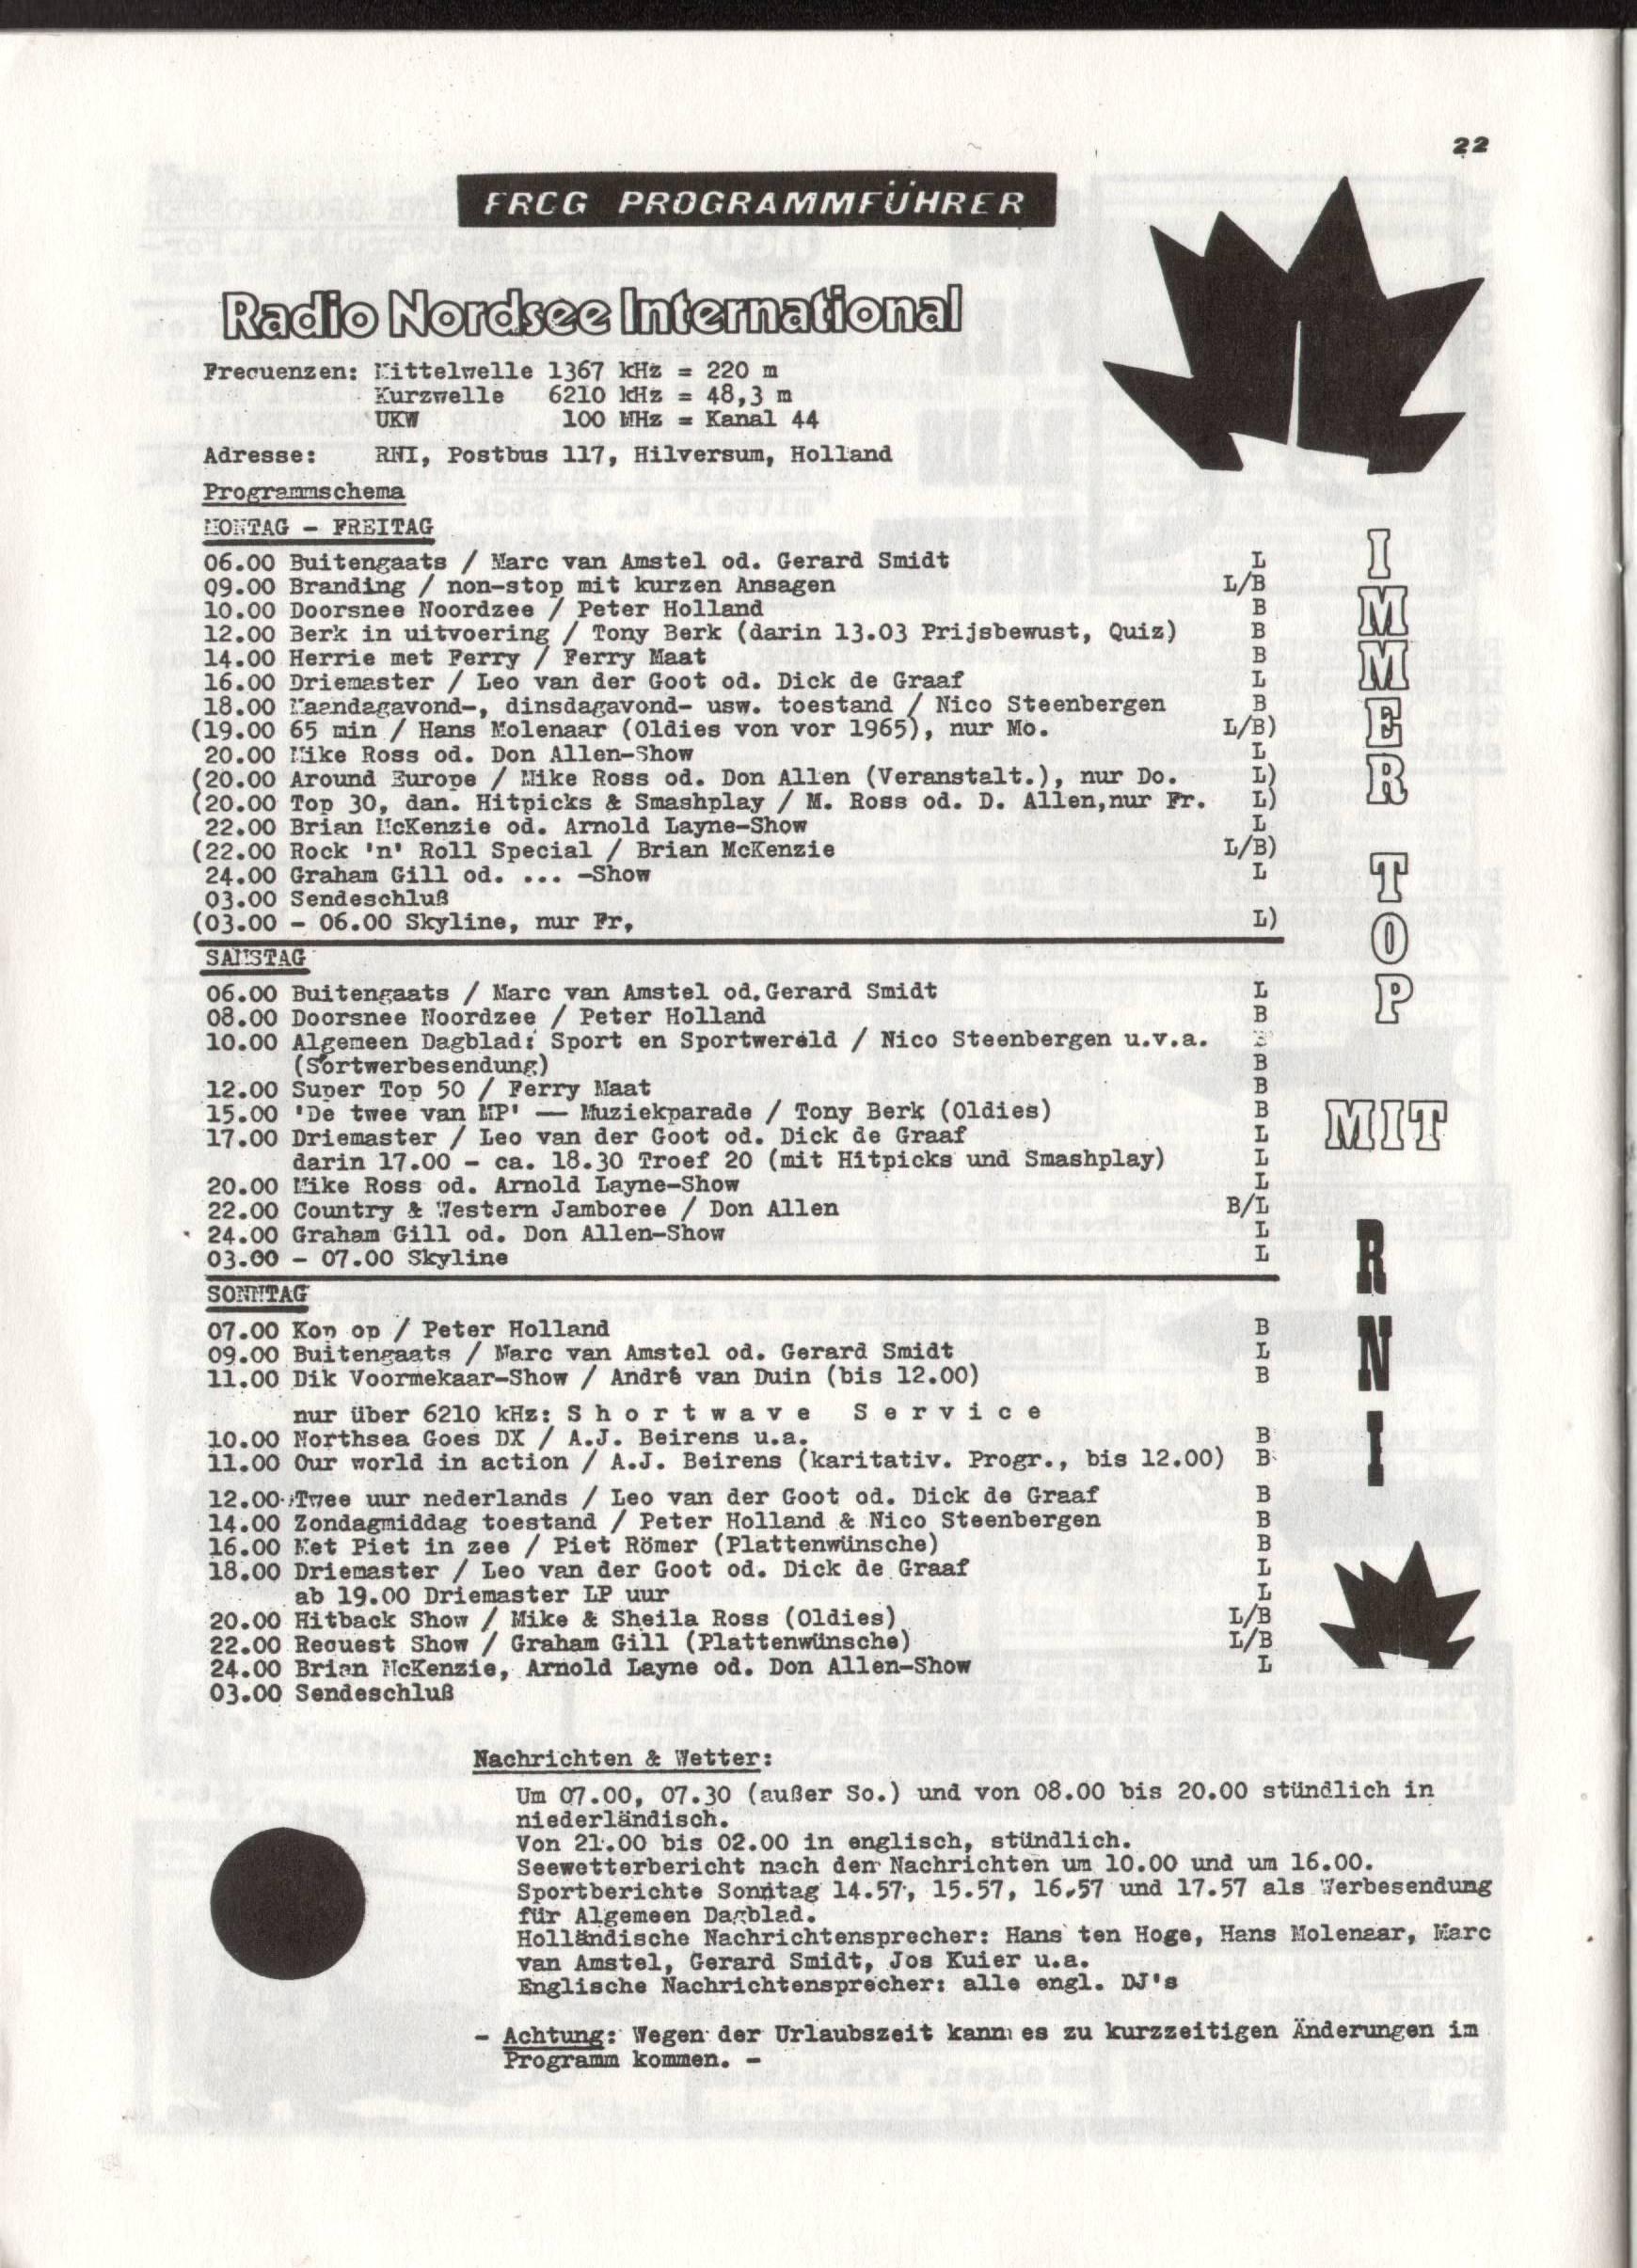 22
FRCG PROGRAMMFÜHRER
Radio Nordsee International
Frequenzen: Mittelwelle 1367 kHz = 220 m
Kurzwelle 6210 kHz = 48,3 m
UKW 100 MHz = Kanal 44
Adresse: RNI, Postbus 117, Hilversum, Holland
Programmschema
MONTAG - FREITAG
06.00 Buitengaats / Marc van Amstel od. Gerard Smidt L
09.00 Branding / non-stop mit kurzen Ansagen L/B
10.00 Doorsnee Noordzee / Peter Holland B
12.00 Berk in uitvoering / Tony Berk (darin 13.03 Prijsbewust, Quiz) B
14.00 Herrie met Ferry / Ferry Maat B
16.00 Driemaster / Leo van der Goot od. Dick de Graaf L
18.00 Maandagavond-, dinsdagavond- usw. toestand / Nico Steenbergen B
(19.00 65 min / Hans Molenaar (Oldies von vor 1965), nur Mo. L/B)
20.00 Mike Ross od. Don Allen-Show L
(20.00 Around Europe / Mike Ross od. Don Allen (Veranstalt.), nur Do. L)
(20.00 Top 30, dan. Hitpicks & Smashplay / M. Ross od. D. Allen,nur Fr. L)
22.00 Brian McKenzie od. Arnold Layne-Show L
(22.00 Rock 'n' Roll Special / Brian McKenzie L/B)
24.00 Graham Gill od. ... -Show L
03.00 Sendeschluß
(03.00 - 06.00 Skyline, nur Fr, L)
SAMSTAG
06.00 Buitengaats / Marc van Amstel od.Gerard Smidt L
08.00 Doorsnee Noordzee / Peter Holland B
10.00 Algemeen Dagblad: Sport en Sportwereld / Nico Steenbergen u.v.a.
(Sortwerbesendung) B
12.00 Super Top 50 / Ferry Maat B
15.00 'De twee van MP' — Muziekparade / Tony Berk (Oldies) B
17.00 Driemaster / Leo van der Goot od. Dick de Graaf L
darin 17.00 - ca. 18.30 Troef 20 (mit Hitpicks und Smashplay) L
20.00 Mike Ross od. Arnold Layne-Show L
22.00 Country & Western Jamboree / Don Allen B/L
24.00 Graham Gill od. Don Allen-Show L
03.00 - 07.00 Skyline L
SONNTAG
07.00 Kop op / Peter Holland B
09.00 Buitengaats / Marc van Amstel od. Gerard Smidt L
11.00 Dik Voormekaar-Show / André van Duin (bis 12.00) B
nur über 6210 kHz: S h o r t w a v e S e r v i c e
10.00 Northsea Goes DX / A.J. Beirens u.a. B
11.00 Our world in action / A.J. Beirens (karitativ. Progr., bis 12.00) B
12.00 Twee uur nederlands / Leo van der Goot od. Dick de Graaf B
14.00 Zondagmiddag toestand / Peter Holland & Nico Steenbergen B
16.00 Met Piet in zee / Piet Römer (Plattenwünsche) B
18.00 Driemaster / Leo van der Goot od. Dick de Graaf L
ab 19.00 Driemaster LP uur L
20.00 Hitback Show / Mike & Sheila Ross (Oldies) L/B
22.00 Request Show / Graham Gill (Plattenwünsche) L/B
24.00 Brian McKenzie, Arnold Layne od. Don Allen-Show L
03.00 Sendeschluß
IMMER
TOP
MIT
RNI
Nachrichten & Wetter:
Um 07.00, 07.30 (außer So.) und von 08.00 bis 20.00 stündlich in
niederländisch.
Von 21.00 bis 02.00 in englisch, stündlich.
Seewetterbericht nach den Nachrichten um 10.00 und um 16.00.
Sportberichte Sonntag 14.57, 15.57, 16.57 und 17.57 als Werbesendung
für Algemeen Dagblad.
Holländische Nachrichtensprecher: Hans ten Hoge, Hans Molenaar, Marc
van Amstel, Gerard Smidt, Jos Kuier u.a.
Englische Nachrichtensprecher: alle engl. DJ's
- Achtung: Wegen der Urlaubszeit kann es zu kurzzeitigen Änderungen im
Programm kommen. -